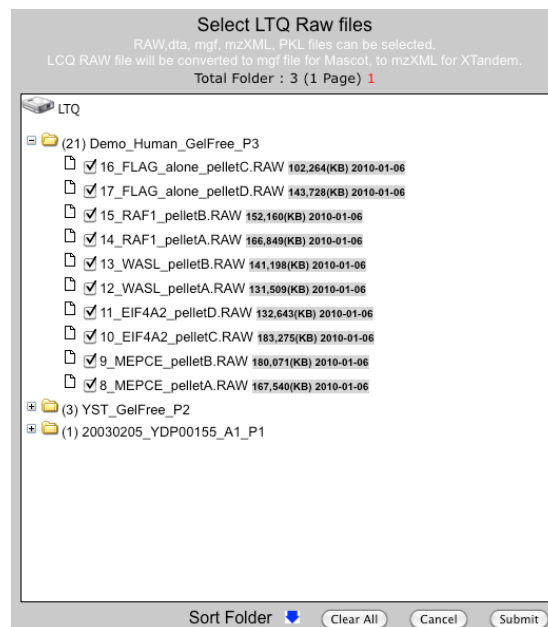 Select LTQ Raw files
RAW,dta, mgf, mzXML, PKL files can be selected.
LCQ RAW file will be converted to mgf file for Mascot, to mzXML for XTandem.
Total Folder : 3 (1 Page) 1
LTQ
(21) Demo_Human_GelFree_P3
16_FLAG_alone_pelletC.RAW 102,264(KB) 2010-01-06
17_FLAG_alone_pelletD.RAW 143,728(KB) 2010-01-06
15_RAF1_pelletB.RAW 152,160(KB) 2010-01-06
14_RAF1_pelletA.RAW 166,849(KB) 2010-01-06
13_WASL_pelletB.RAW 141,198(KB) 2010-01-06
12_WASL_pelletA.RAW 131,509(KB) 2010-01-06
11_EIF4A2_pelletD.RAW 132,643(KB) 2010-01-06
10_EIF4A2_pelletC.RAW 183,275(KB) 2010-01-06
9_MEPCE_pelletB.RAW 180,071(KB) 2010-01-06
8_MEPCE_pelletA.RAW 167,540(KB) 2010-01-06
(3) YST_GelFree_P2
(1) 20030205_YDP00155_A1_P1
Sort Folder Clear All Cancel Submit